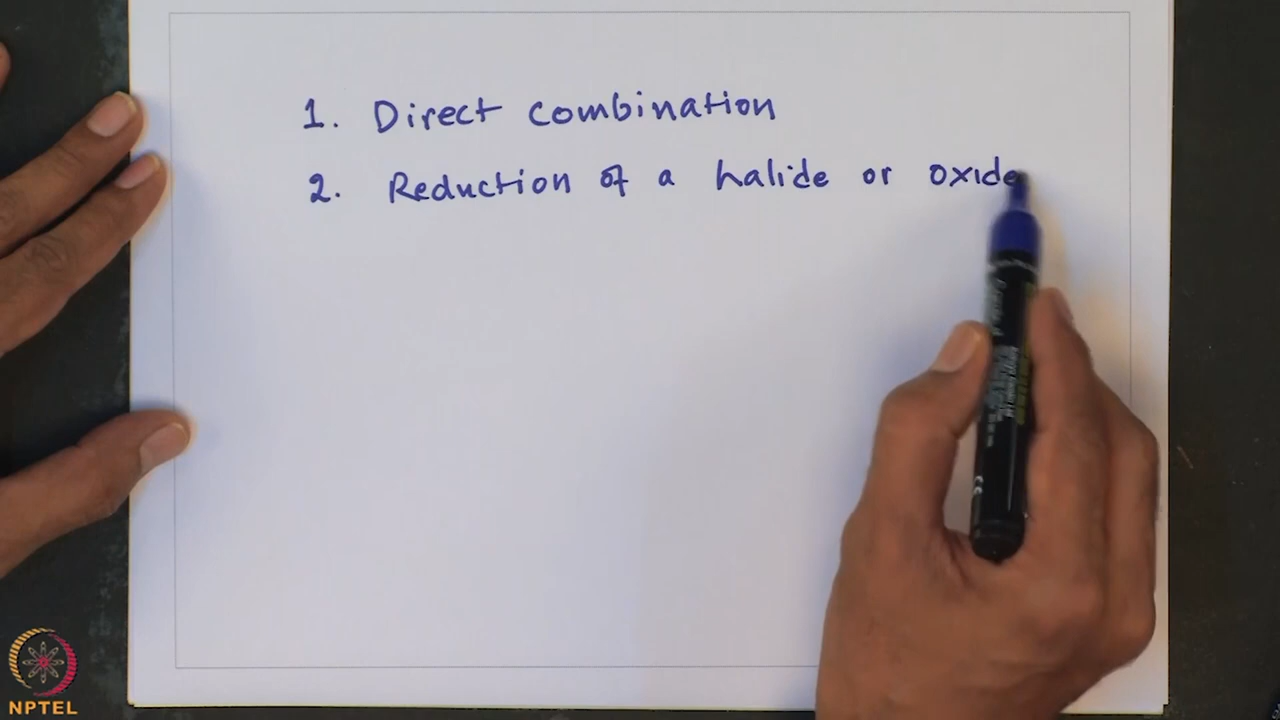 1. Direct combination
2. Reduction of a halide or oxide
NPTEL